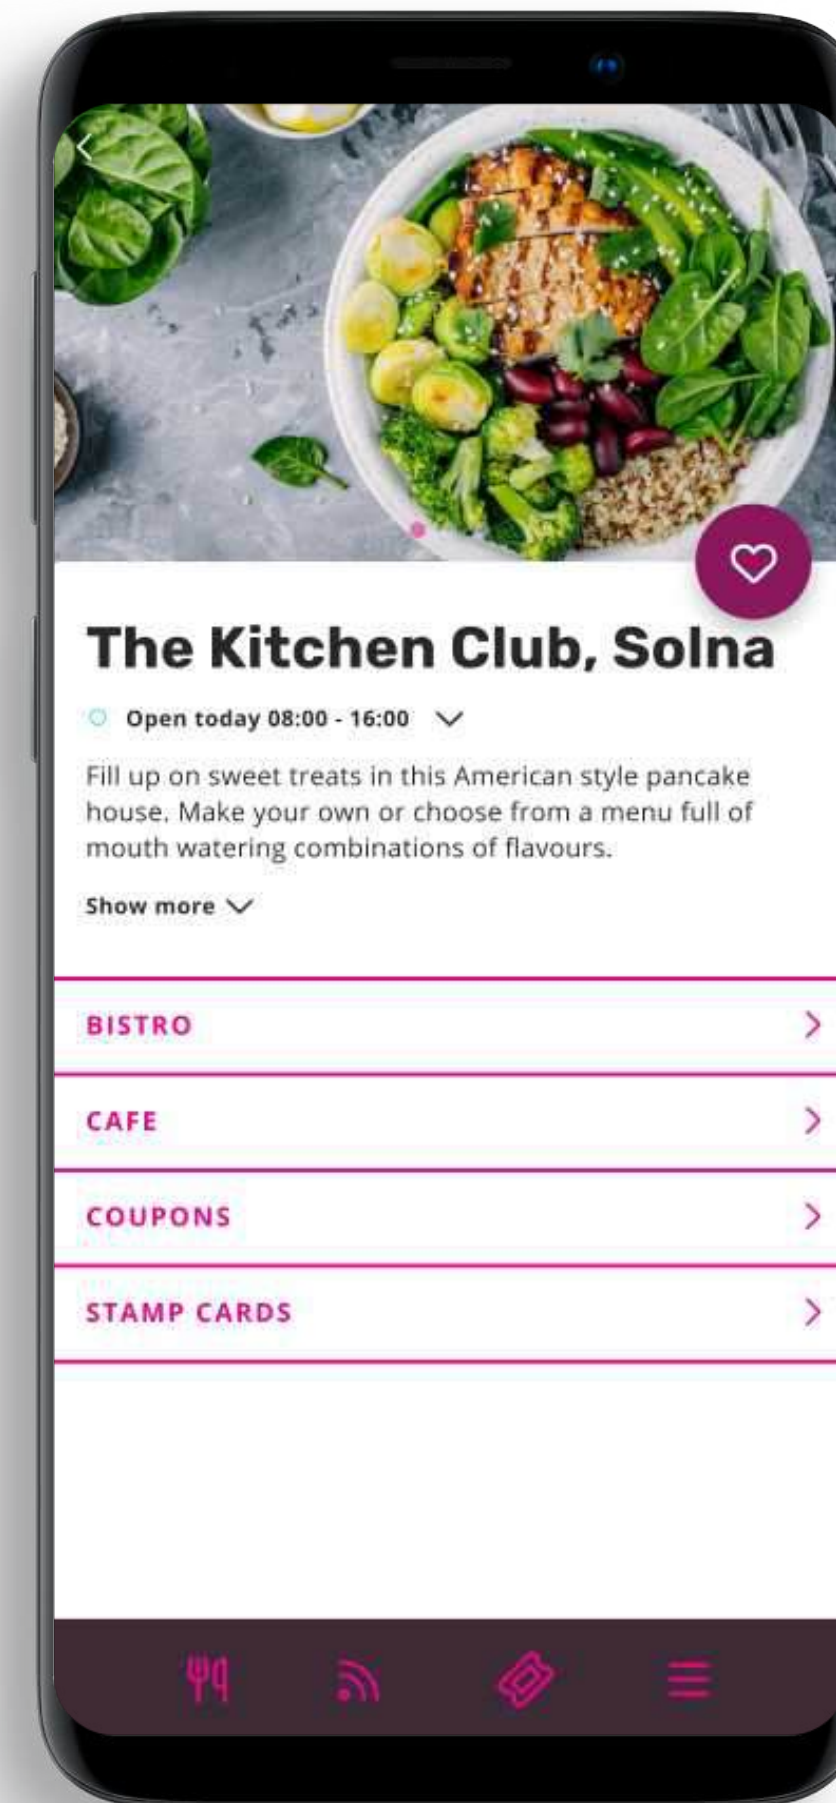 The Kitchen Club, Solna
Open today 08:00 - 16:00
Fill up on sweet treats in this American style pancake
house. Make your own or choose from a menu full of
mouth watering combinations of flavours.
Show more
BISTRO
CAFE
COUPONS
STAMP CARDS